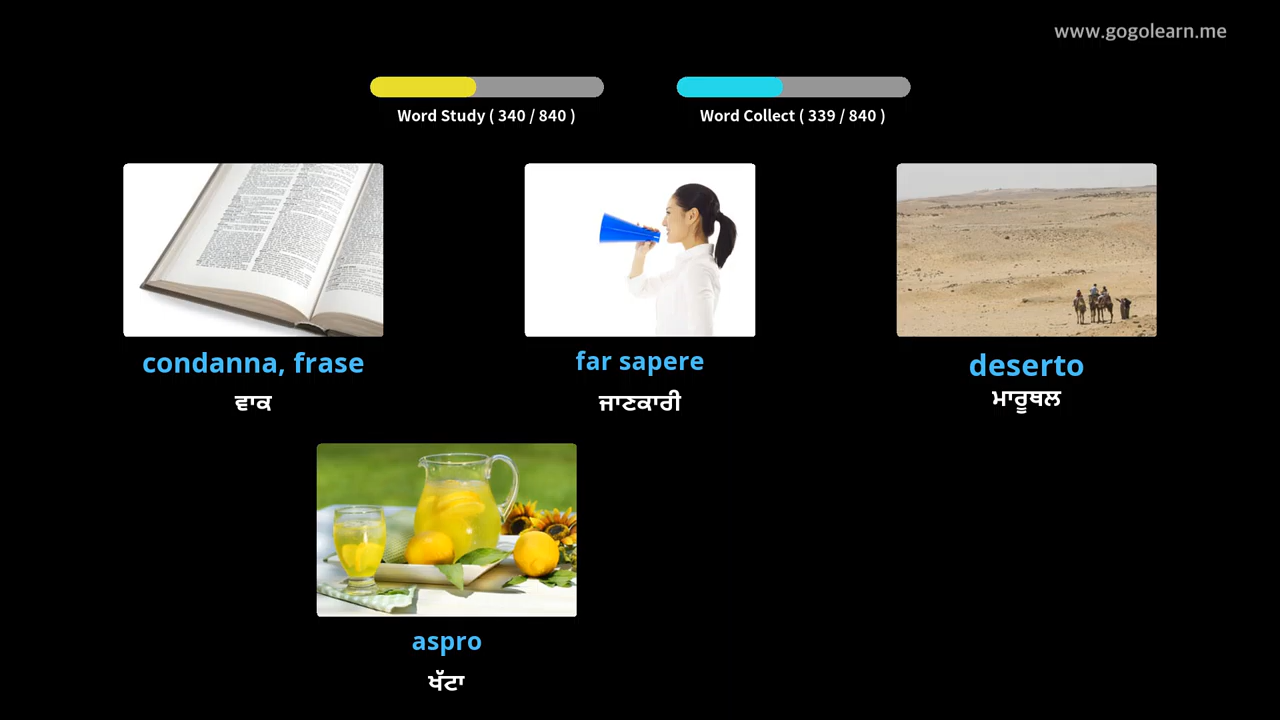 www.gogolearn.me
Word Study ( 340 / 840 )
Word Collect ( 339 / 840 )
condanna, frase
ਵਾਕ
far sapere
ਜਾਣਕਾਰੀ
deserto
ਮਾਰੂਥਲ
aspro
ਖੱਟਾ